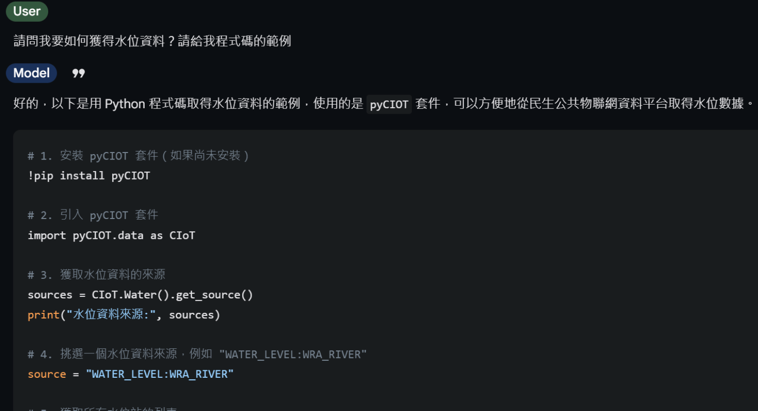 User
請問我要如何獲得水位資料？請給我程式碼的範例
Model
好的，以下是用 Python 程式碼取得水位資料的範例，使用的是 pyCIOT 套件，可以方便地從民生公共物聯網資料平台取得水位數據。
# 1. 安裝 pyCIOT 套件（如果尚未安裝）
!pip install pyCIOT
# 2. 引入 pyCIOT 套件
import pyCIOT.data as CIoT
# 3. 獲取水位資料的來源
sources = CIoT.Water().get_source()
print("水位資料來源:", sources)
# 4. 挑選一個水位資料來源，例如 "WATER_LEVEL:WRA_RIVER"
source = "WATER_LEVEL:WRA_RIVER"